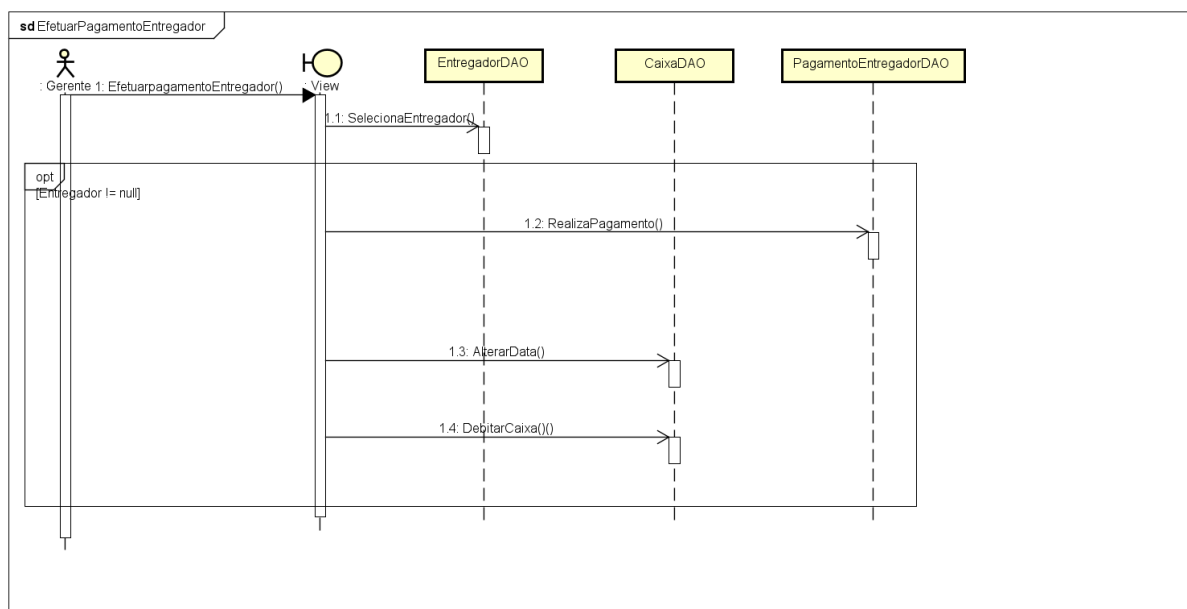 sd EfetuarPagamentoEntregador
EntregadorDAO
CaixaDAO
PagamentoEntregadorDAO
: Gerente
1: EfetuarpagamentoEntregador()
: View
1.1: SelecionaEntregador()
opt
[Entregador != null]
1.2: RealizaPagamento()
1.3: AlterarData()
1.4: DebitarCaixa()()